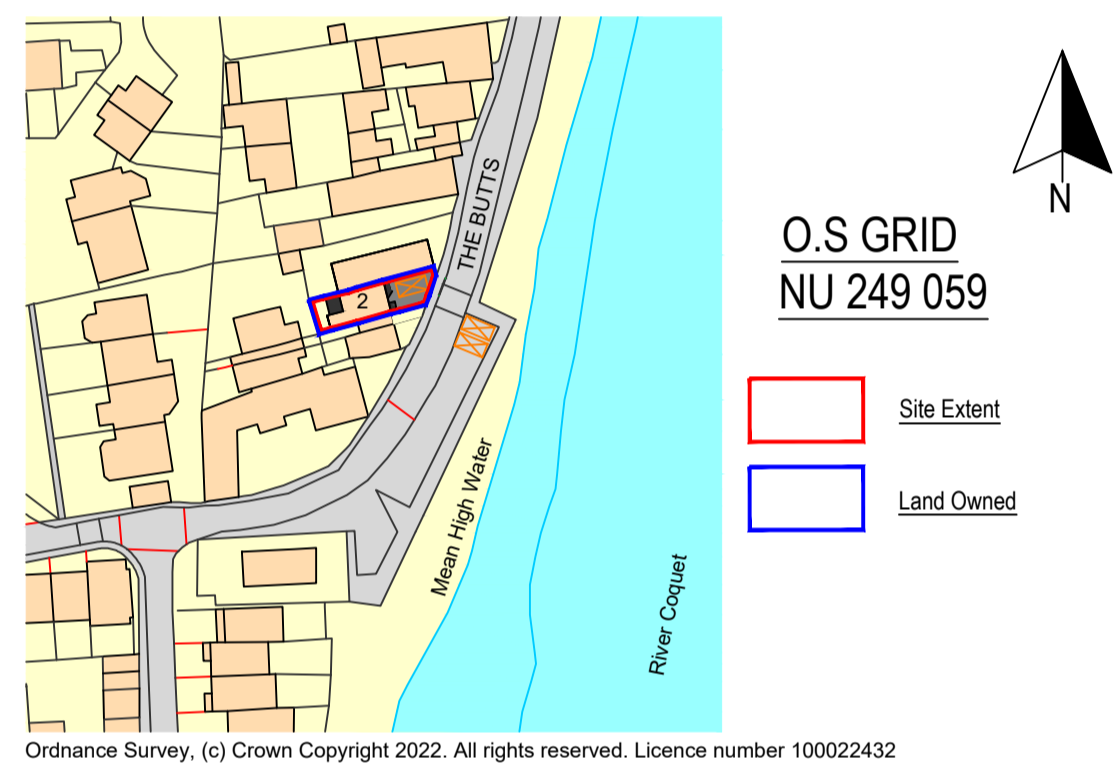 THE BUTTS
2
Mean High Water
River Coquet
N
O.S GRID
NU 249 059
Site Extent
Land Owned
Ordnance Survey, (c) Crown Copyright 2022. All rights reserved. Licence number 100022432